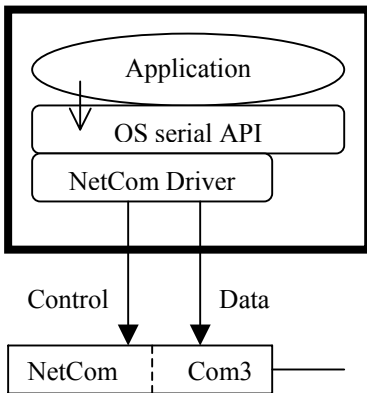 Application
OS serial API
NetCom Driver
Control Data
NetCom Com3